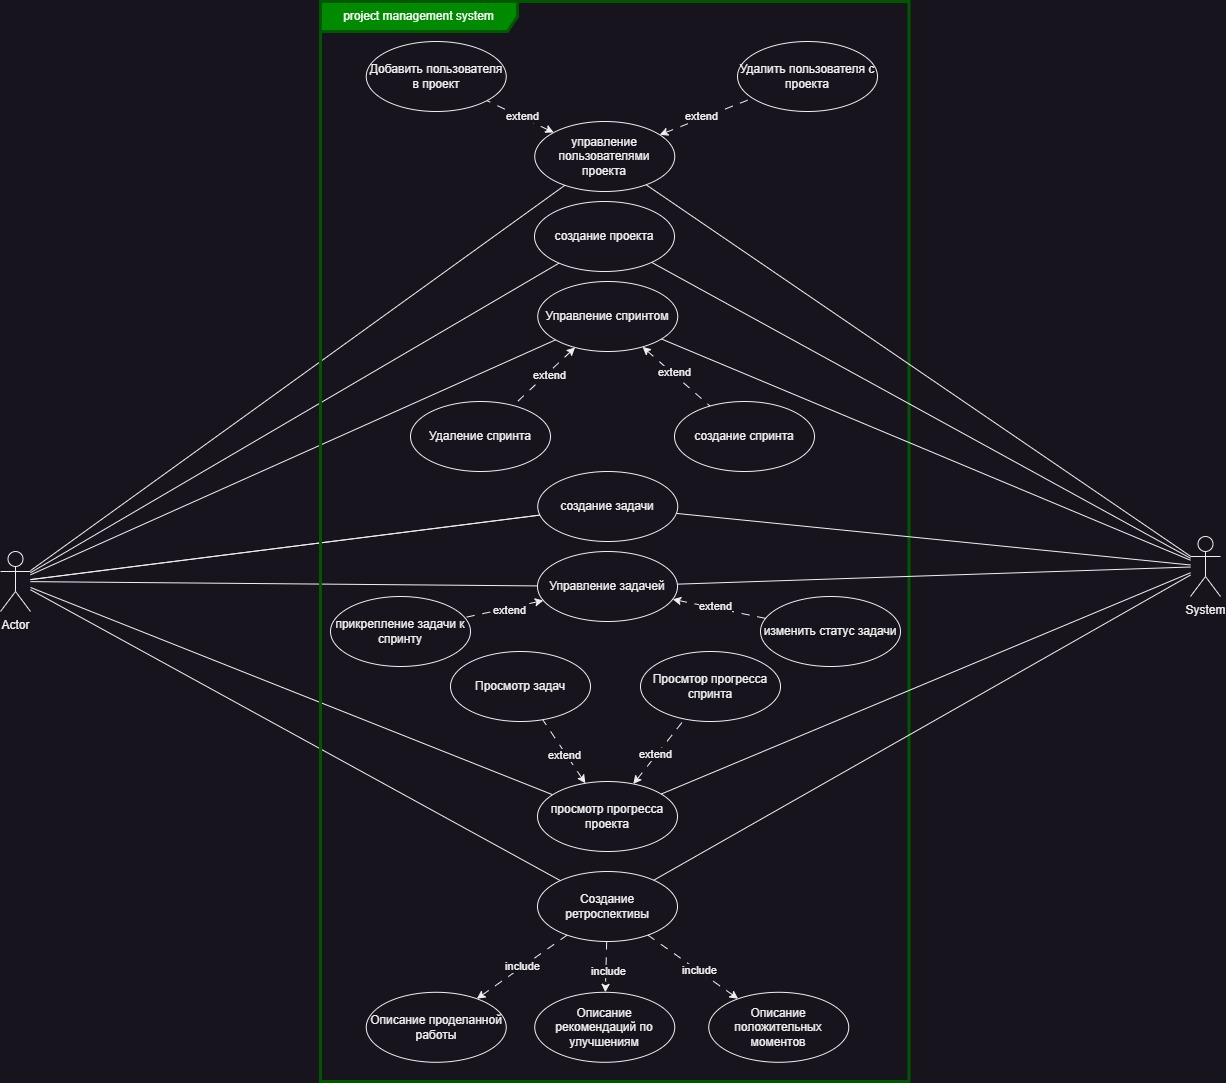 project management system
Добавить пользователя
в проект
Удалить пользователя с
проекта
extend
extend
управление
пользователями
проекта
создание проекта
Управление спринтом
extend
extend
Удаление спринта
создание спринта
создание задачи
Управление задачей
extend
extend
прикрепление задачи к
спринту
изменить статус задачи
Actor
System
Просмотр задач
Просмтор прогресса
спринта
extend
extend
просмотр прогресса
проекта
Создание
ретроспективы
include
include
include
Описание проделанной
работы
Описание
рекомендаций по
улучшениям
Описание
положительных
моментов